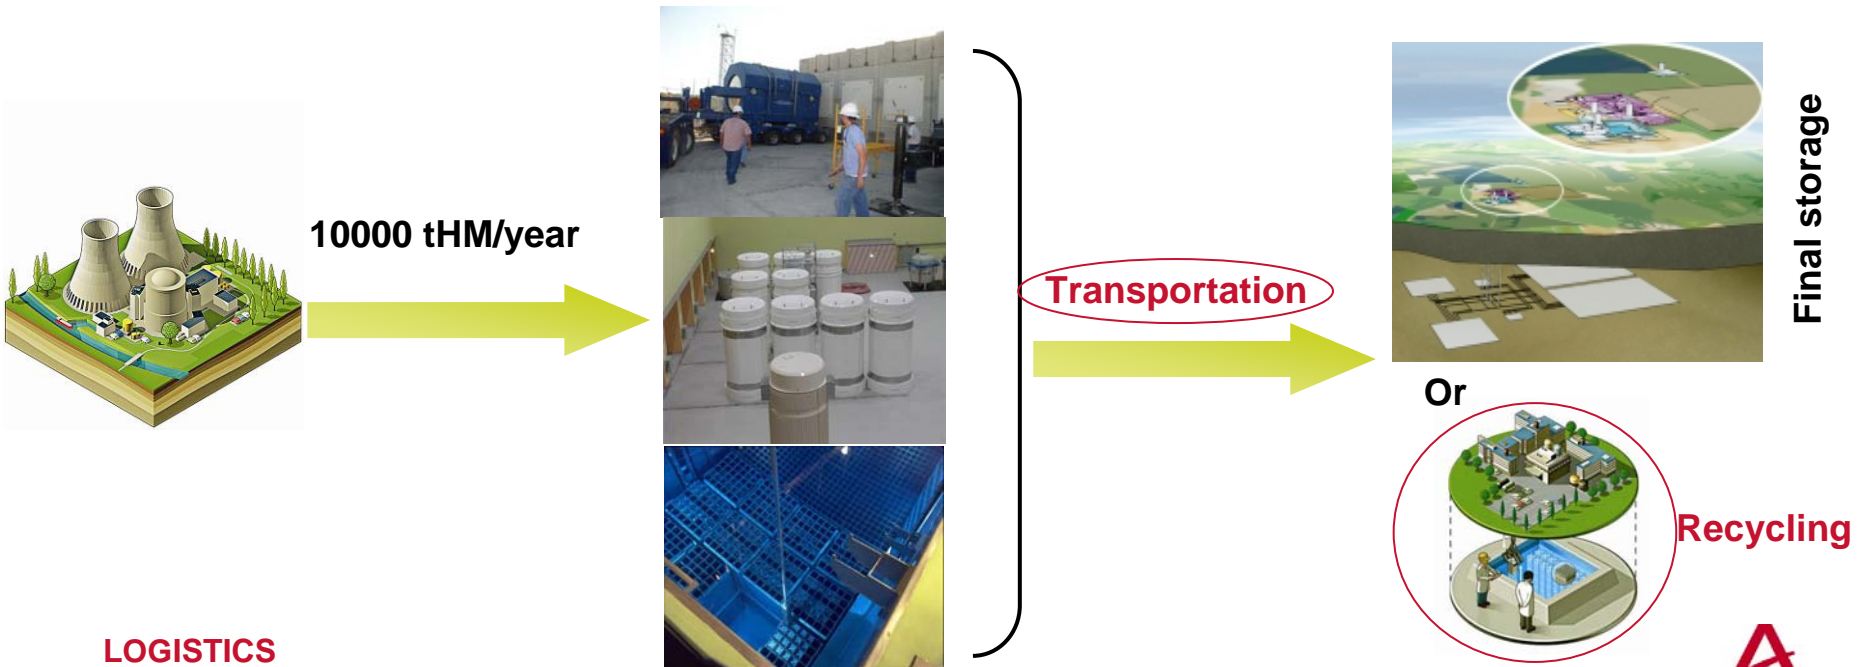 10000 tHM/year
Transportation
Final storage
Or
Recycling
LOGISTICS